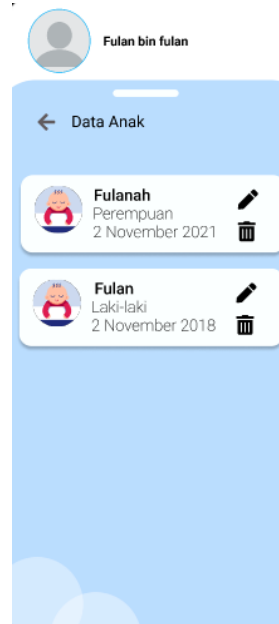 Fulan bin fulan
Data Anak
Fulanah
Perempuan
2 November 2021
Fulan
Laki-laki
2 November 2018